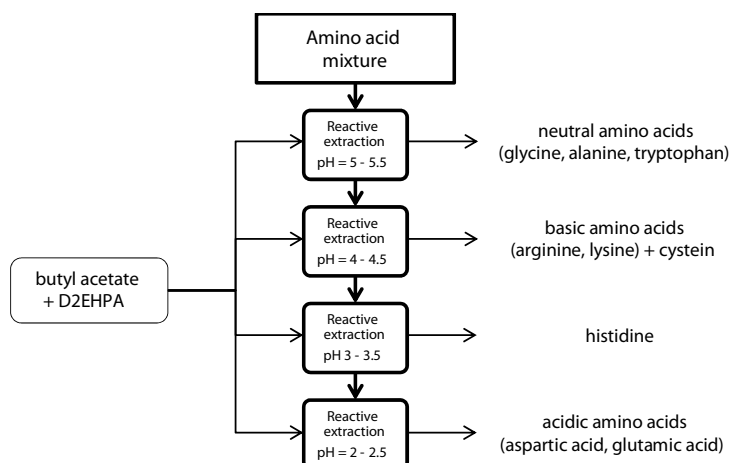 Amino acid
mixture
Reactive
extraction
pH = 5 - 5.5
neutral amino acids
(glycine, alanine, tryptophan)
Reactive
extraction
pH = 4 - 4.5
basic amino acids
(arginine, lysine) + cystein
butyl acetate
+ D2EHPA
Reactive
extraction
pH 3 - 3.5
histidine
Reactive
extraction
pH = 2 - 2.5
acidic amino acids
(aspartic acid, glutamic acid)